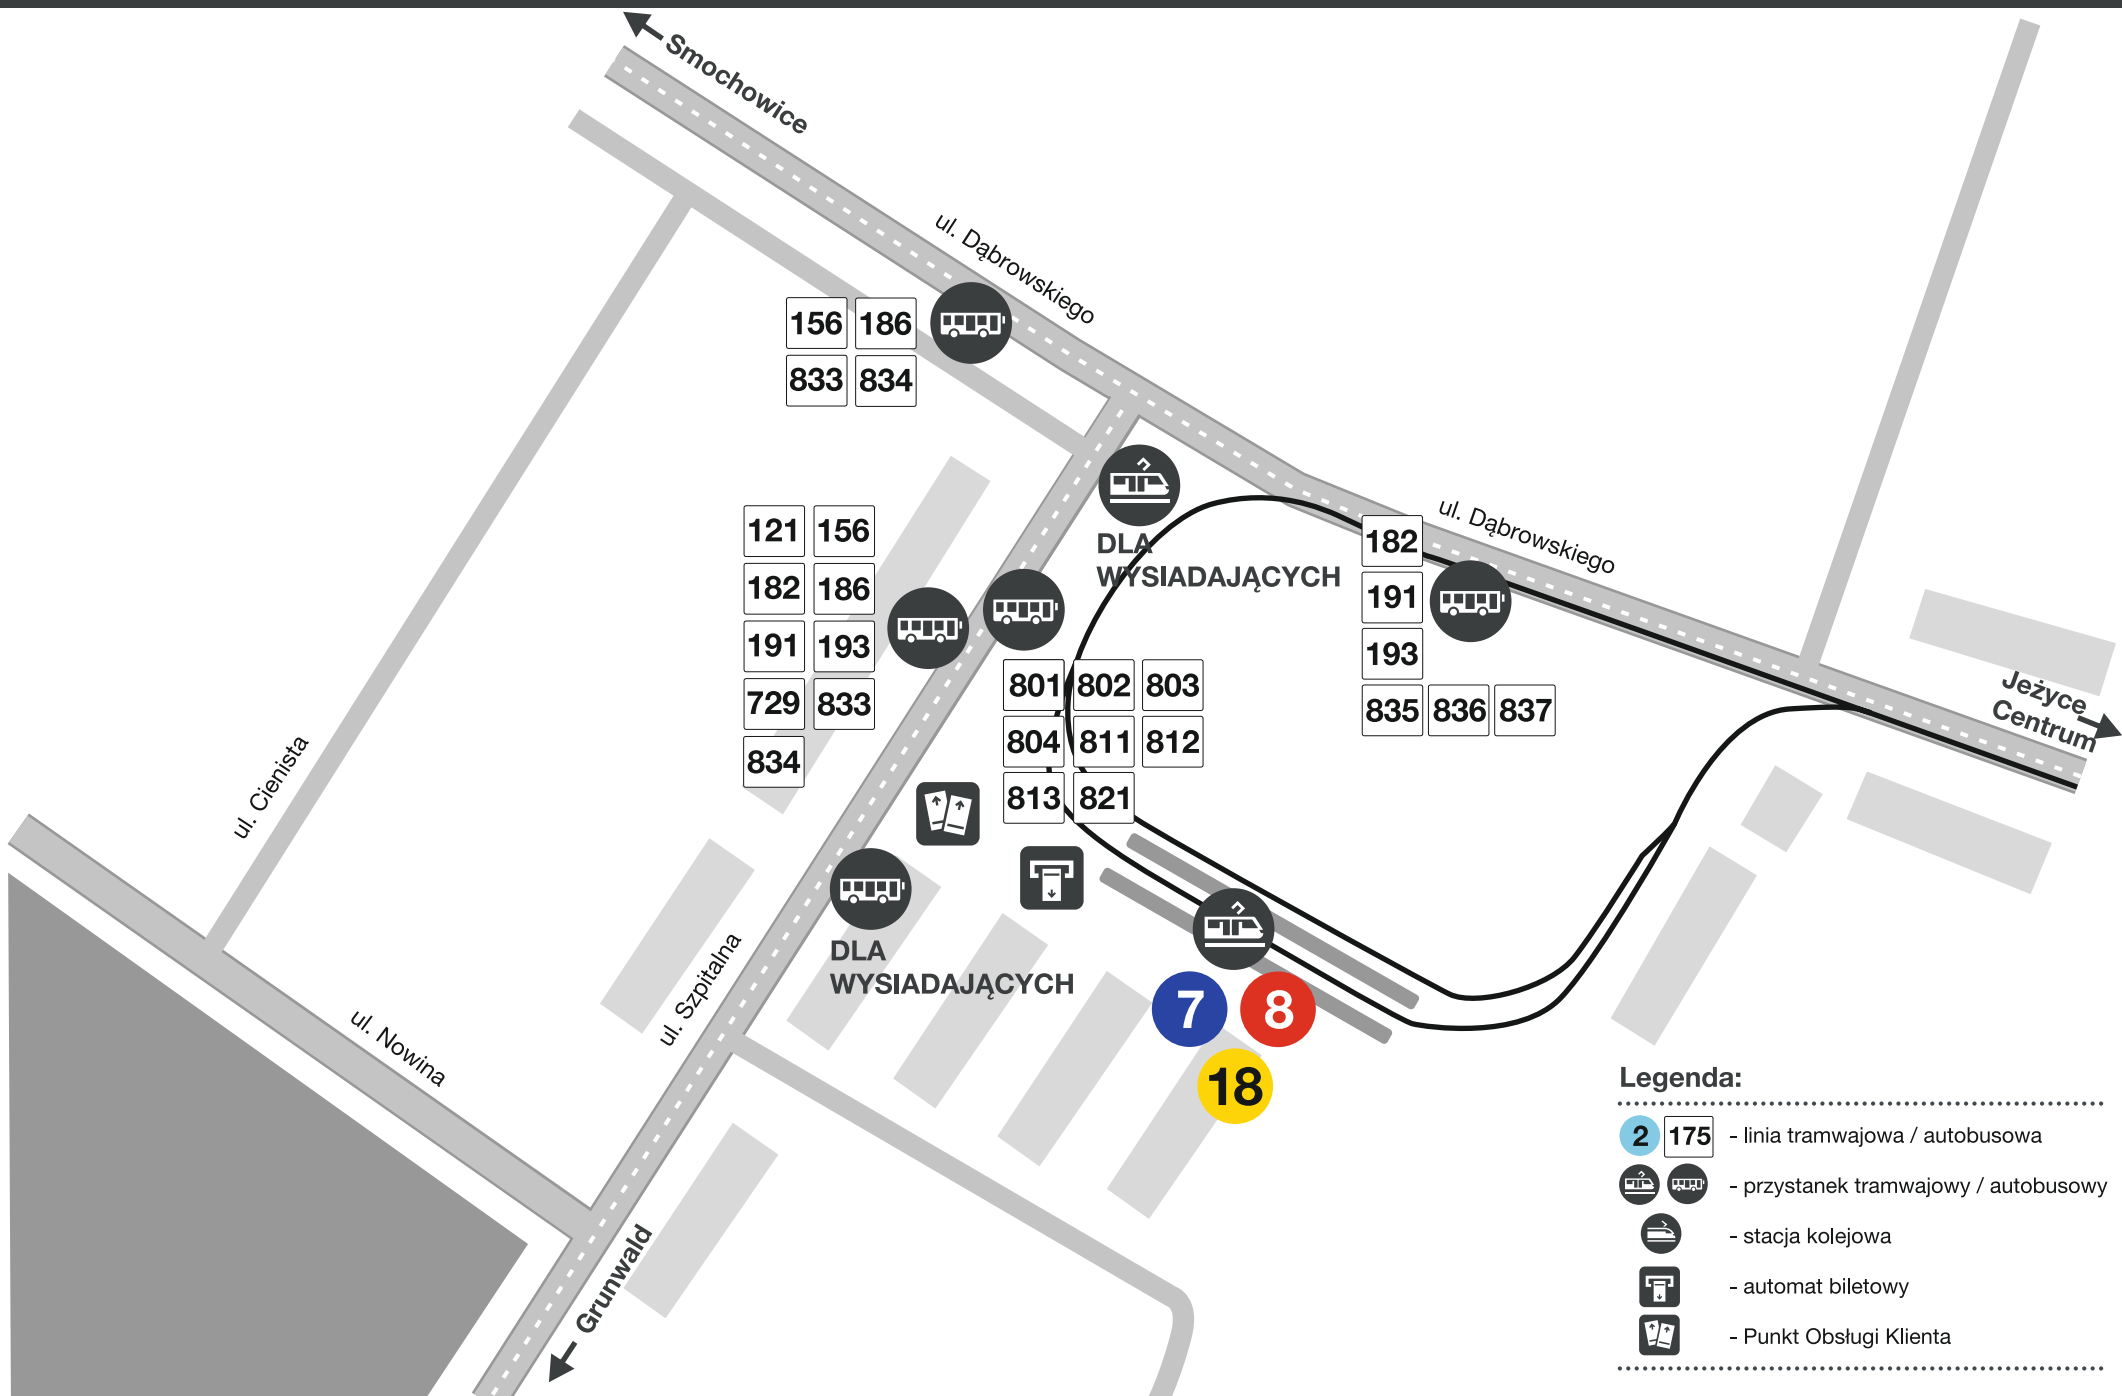 Smochowice
ul. Dąbrowskiego
156 186
833 834
121 156
182 186
191 193
729 833
834
DLA
WYSIADAJĄCYCH
ul. Dąbrowskiego
182
191
193
835 836 837
801 802 803
804 811 812
813 821
Jeżyce
Centrum
ul. Cienista
DLA
WYSIADAJĄCYCH
ul. Szpitalna
ul. Nowina
7 8
18
Grunwald
Legenda:
2 175 - linia tramwajowa / autobusowa
- przystanek tramwajowy / autobusowy
- stacja kolejowa
- automat biletowy
- Punkt Obsługi Klienta